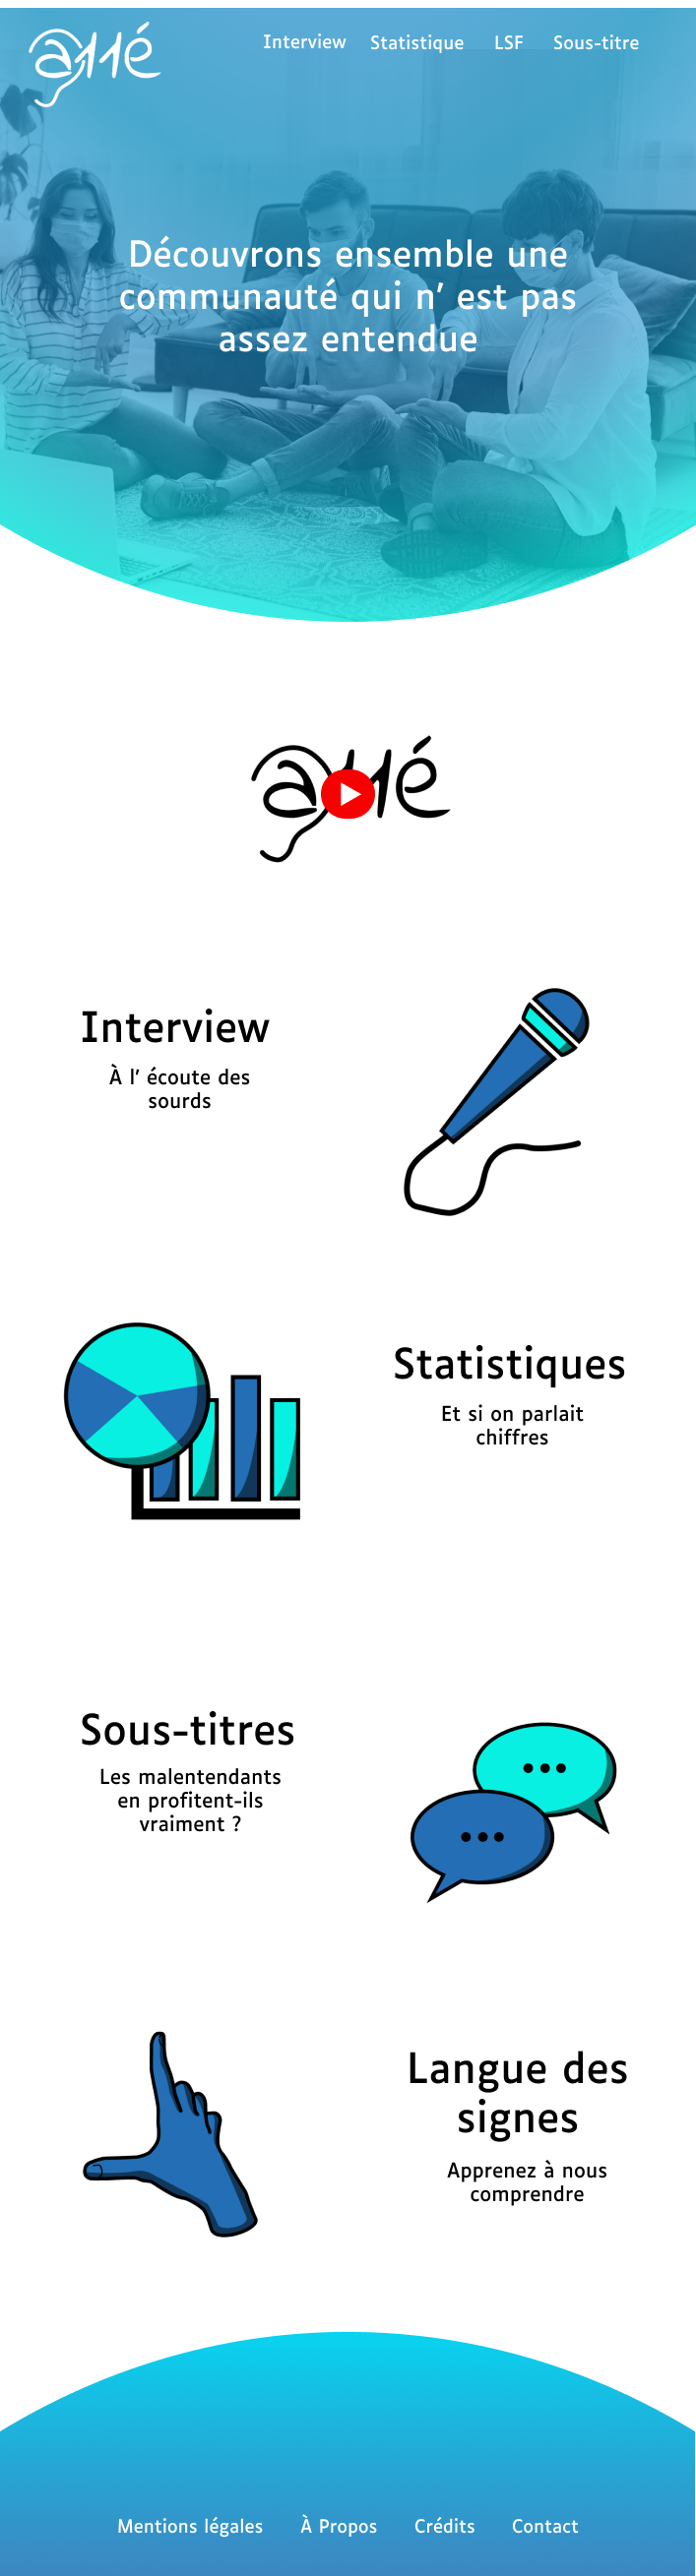 allé
Interview Statistique LSF Sous-titre
Découvrons ensemble une
communauté qui n' est pas
assez entendue
Interview
À l' écoute des
sourds
Statistiques
Et si on parlait
chiffres
Sous-titres
Les malentendants
en profitent-ils
vraiment ?
Langue des
signes
Apprenez à nous
comprendre
Mentions légales À Propos Crédits Contact